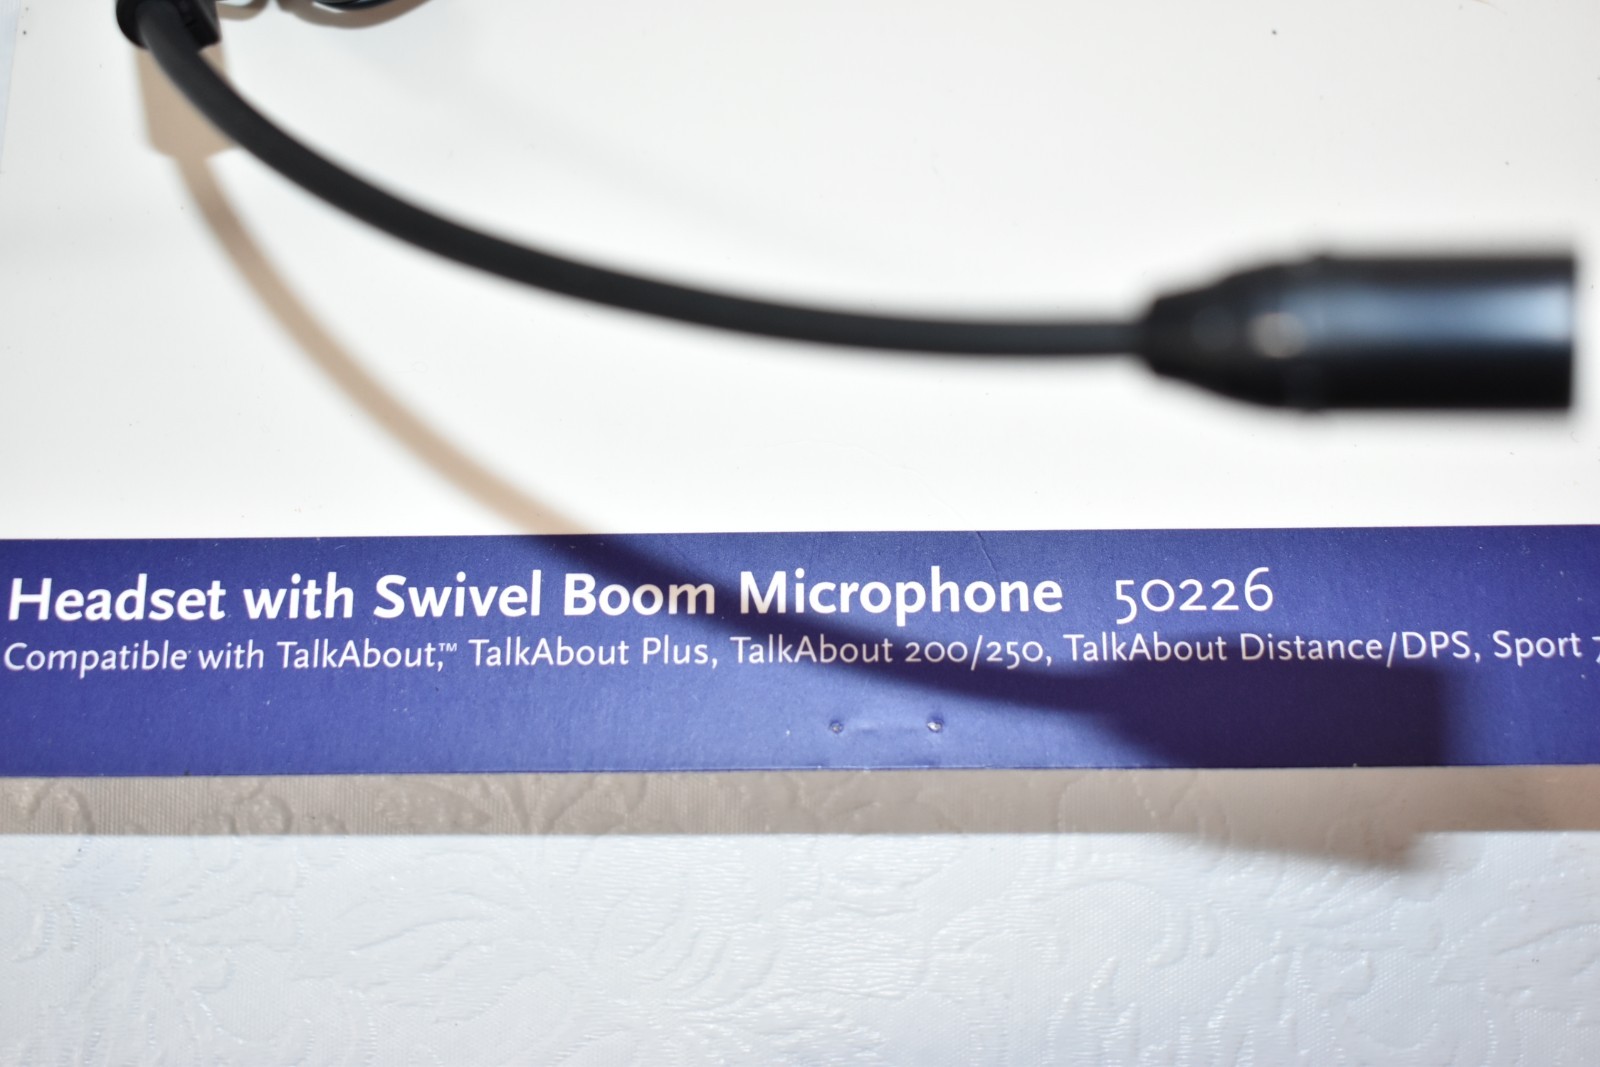 Headset with Swivel Boom Microphone 50226
Compatible with TalkAbout,™ TalkAbout Plus, TalkAbout 200/250, TalkAbout Distance/DPS, Sport 7